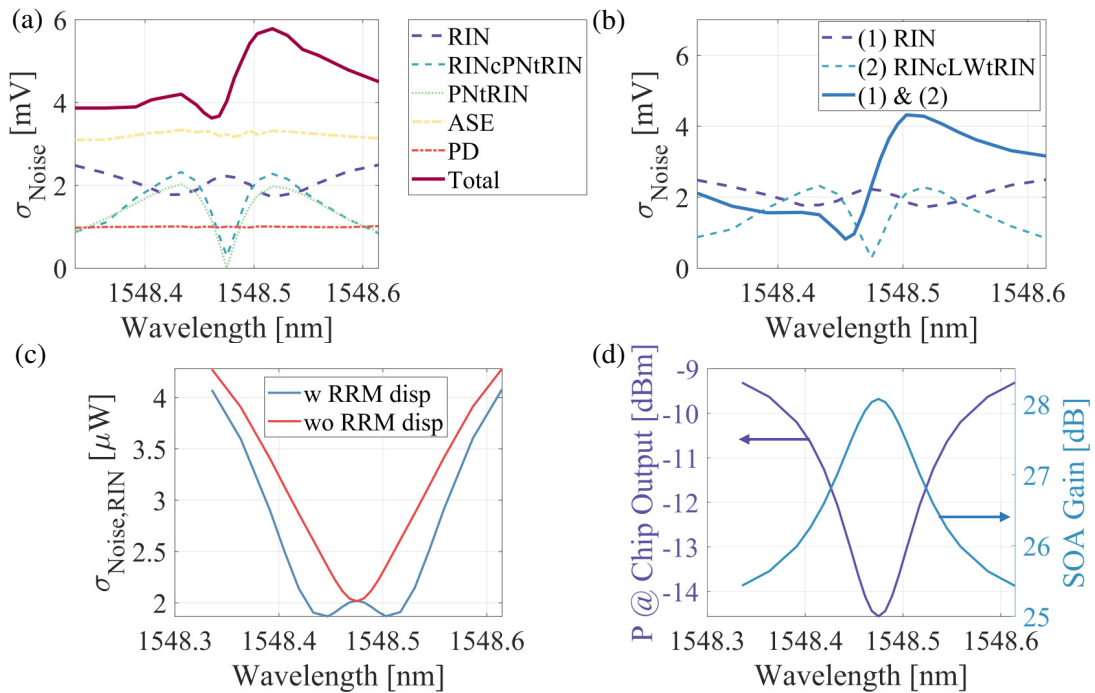 (a)
6
4
2
0
σNoise [mV]
1548.4 1548.5 1548.6
Wavelength [nm]
RIN
RINcPNtRIN
PNtRIN
ASE
PD
Total
(b)
6
4
2
0
σNoise [mV]
1548.4 1548.5 1548.6
Wavelength [nm]
(1) RIN
(2) RINcLWtRIN
(1) & (2)
(c)
4
3.5
3
2.5
2
σNoise,RIN [μW]
1548.3 1548.4 1548.5 1548.6
Wavelength [nm]
w RRM disp
wo RRM disp
(d)
-9
-10
-11
-12
-13
-14
P @ Chip Output [dBm]
28
27
26
25
SOA Gain [dB]
1548.3 1548.4 1548.5 1548.6
Wavelength [nm]